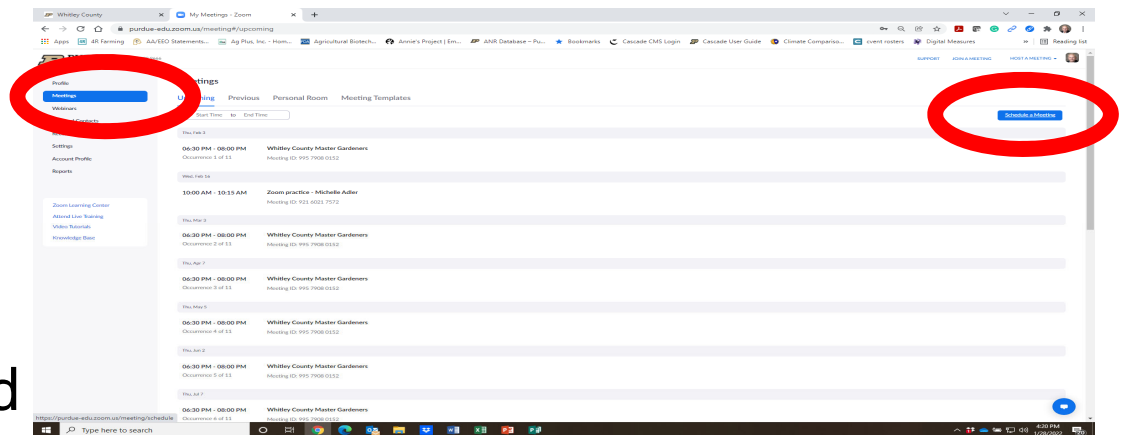 Whitley County
My Meetings - Zoom
purdue-edu.zoom.us/meeting#/upcoming
Apps 4R Farming AA/EEO Statements... Ag Plus, Inc. - Hom... Agricultural Biotech... Annie's Project | Em... ANR Database – Pu... Bookmarks Cascade CMS Login Cascade User Guide Climate Compariso... cvent rosters Digital Measures » Reading list
SUPPORT JOIN A MEETING HOST A MEETING
Profile
Meetings
Webinars
Settings
Account Profile
Reports
Zoom Learning Center
Attend Live Training
Video Tutorials
Knowledge Base
Previous Personal Room Meeting Templates
Start Time to End Time
Schedule a Meeting
Thu, Feb 3
06:30 PM - 08:00 PM Whitley County Master Gardeners
Occurrence 1 of 11 Meeting ID: 995 7908 0152
Wed, Feb 16
10:00 AM - 10:15 AM Zoom practice - Michelle Adler
Meeting ID: 921 6021 7572
Thu, Mar 3
06:30 PM - 08:00 PM Whitley County Master Gardeners
Occurrence 2 of 11 Meeting ID: 995 7908 0152
Thu, Apr 7
06:30 PM - 08:00 PM Whitley County Master Gardeners
Occurrence 3 of 11 Meeting ID: 995 7908 0152
Thu, May 5
06:30 PM - 08:00 PM Whitley County Master Gardeners
Occurrence 4 of 11 Meeting ID: 995 7908 0152
Thu, Jun 2
06:30 PM - 08:00 PM Whitley County Master Gardeners
Occurrence 5 of 11 Meeting ID: 995 7908 0152
Thu, Jul 7
06:30 PM - 08:00 PM Whitley County Master Gardeners
Occurrence 6 of 11 Meeting ID: 995 7908 0152
https://purdue-edu.zoom.us/meeting/schedule
d
Type here to search
4:20 PM
1/28/2022